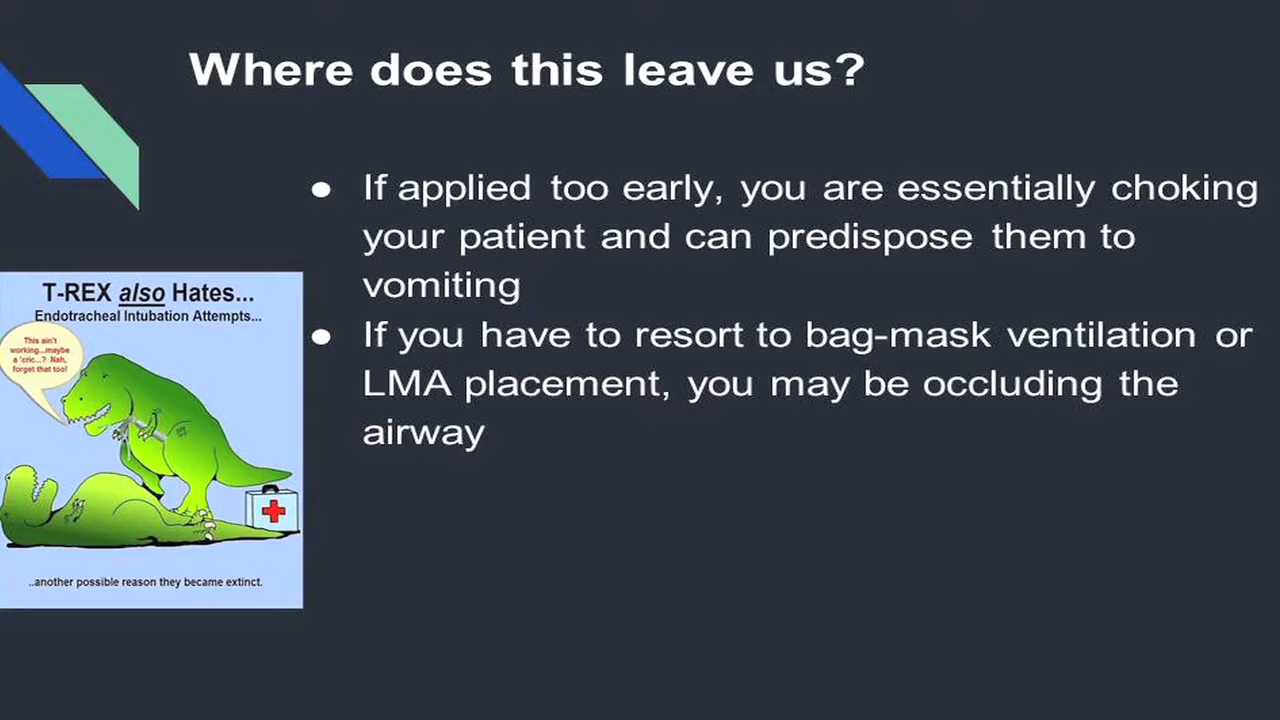 Where does this leave us?
● If applied too early, you are essentially choking
your patient and can predispose them to
vomiting
● If you have to resort to bag-mask ventilation or
LMA placement, you may be occluding the
airway
T-REX also Hates...
Endotracheal Intubation Attempts...
This ain't
working...maybe
a 'cric...? Nah,
forget that too!
..another possible reason they became extinct.